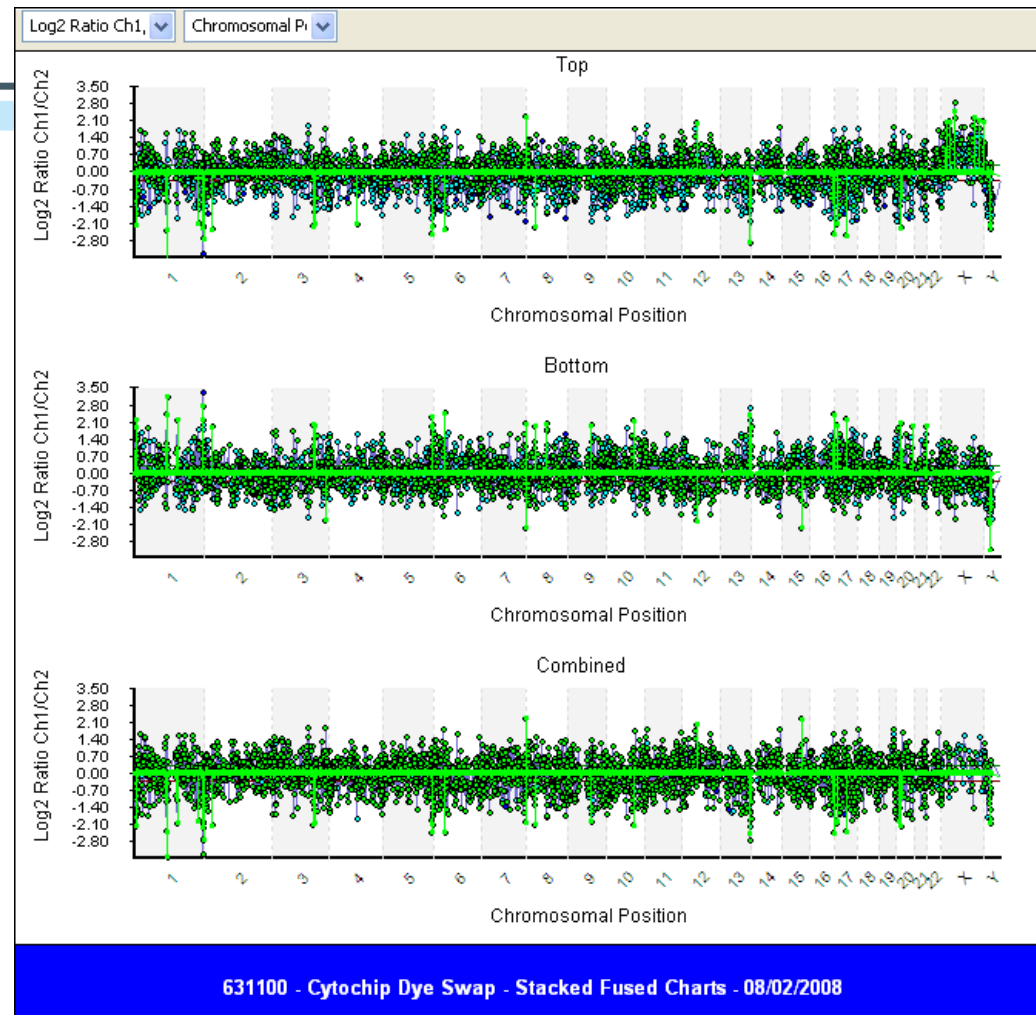 Log2 Ratio Ch1, Chromosomal P
Top
Log2 Ratio Ch1/Ch2
3.50
2.80
2.10
1.40
0.70
0.00
-0.70
-1.40
-2.10
-2.80
1 2 3 4 5 6 7 8 9 10 11 12 13 14 15 16 17 18 19 20 21 22 X Y
Chromosomal Position
Bottom
Log2 Ratio Ch1/Ch2
3.50
2.80
2.10
1.40
0.70
0.00
-0.70
-1.40
-2.10
-2.80
1 2 3 4 5 6 7 8 9 10 11 12 13 14 15 16 17 18 19 20 21 22 X Y
Chromosomal Position
Combined
Log2 Ratio Ch1/Ch2
3.50
2.80
2.10
1.40
0.70
0.00
-0.70
-1.40
-2.10
-2.80
1 2 3 4 5 6 7 8 9 10 11 12 13 14 15 16 17 18 19 20 21 22 X Y
Chromosomal Position
631100 - Cytochip Dye Swap - Stacked Fused Charts - 08/02/2008